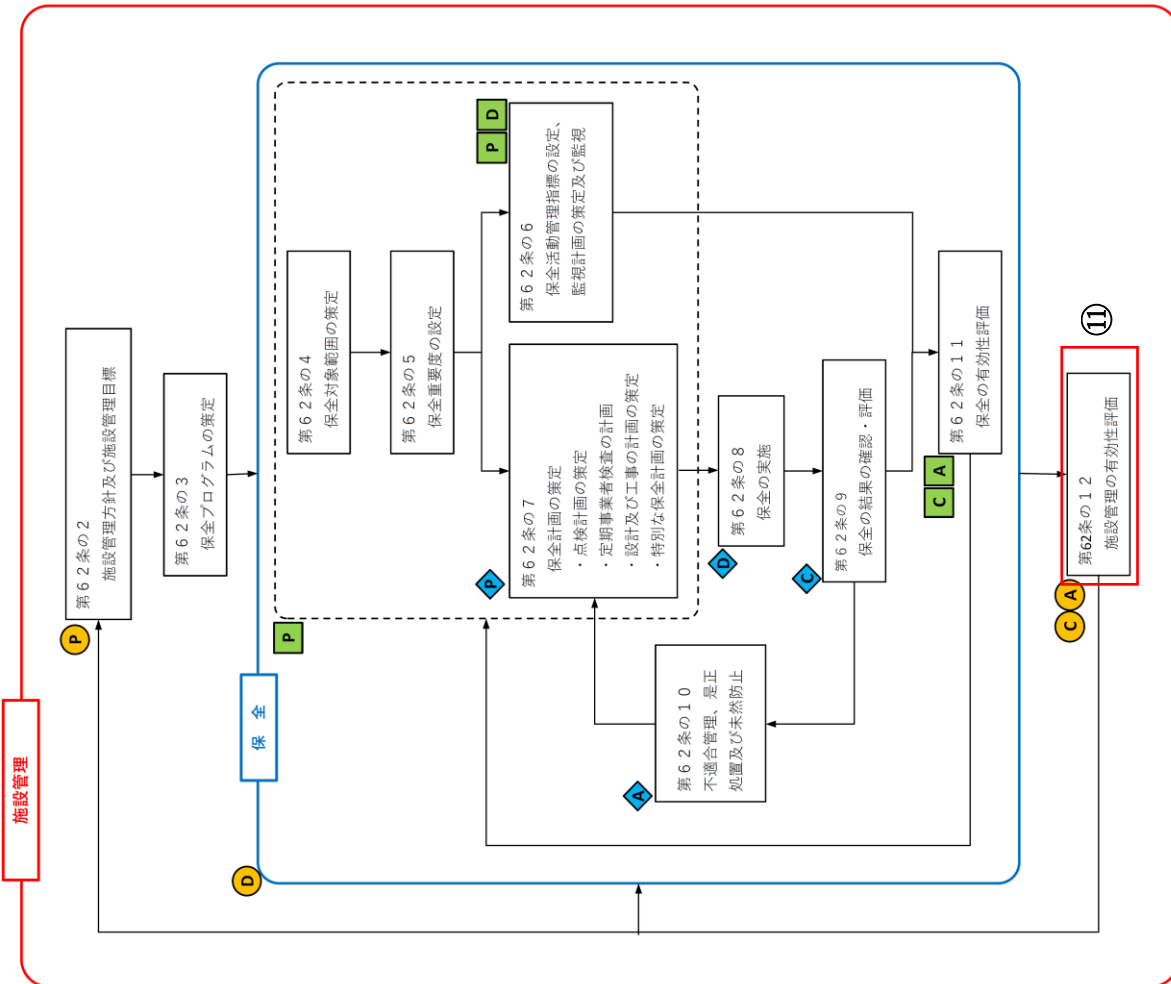 施設管理
P
第６２条の２
施設管理方針及び施設管理目標
第６２条の３
保全プログラムの策定
D
保 全
P
第６２条の４
保全対象範囲の策定
第６２条の５
保全重要度の設定
P D
第６２条の６
保全活動管理指標の設定、
監視計画の策定及び監視
P
第６２条の７
保全計画の策定
・点検計画の策定
・定期事業者検査の計画
・設計及び工事の計画の策定
・特別な保全計画の策定
D
第６２条の８
保全の実施
C
第６２条の９
保全の結果の確認・評価
A
第６２条の１０
不適合管理、是正
処置及び未然防止
C A
第６２条の１１
保全の有効性評価
C A
第62条の１２
施設管理の有効性評価
⑪